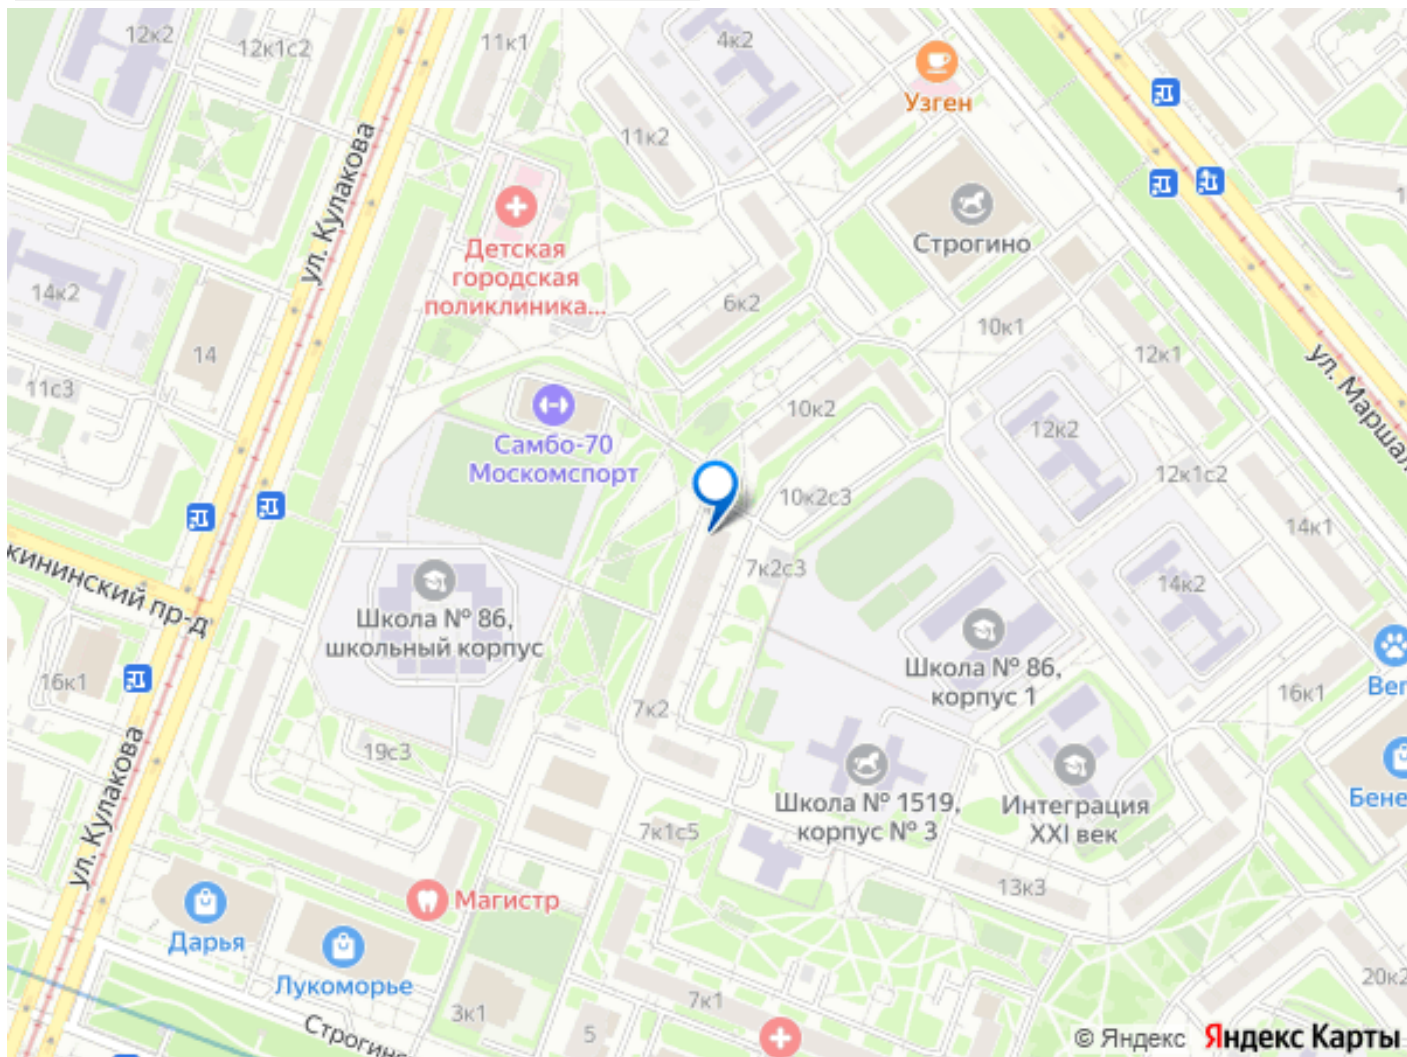 12к2
12к1с2
11к1
4к2
Узген
ул. Кулакова
11к2
Детская
городская
поликлиника...
Строгино
14к2
14
6к2
10к1
12к1
ул. Маршал
11с3
Самбо-70
Москомспорт
10к2
12к2
12к1с2
10к2с3
14к1
кининский пр-д
7к2с3
14к2
Школа № 86,
школьный корпус
Школа № 86,
корпус 1
16к1
7к2
16к1
Вег
19с3
ул. Кулакова
Школа № 1519,
корпус № 3
Интеграция
XXI век
Бене
7к1с5
13к3
Магистр
Дарья
Лукоморье
20к2
3к1
7к1
Строгин
5
© Яндекс Яндекс Карты